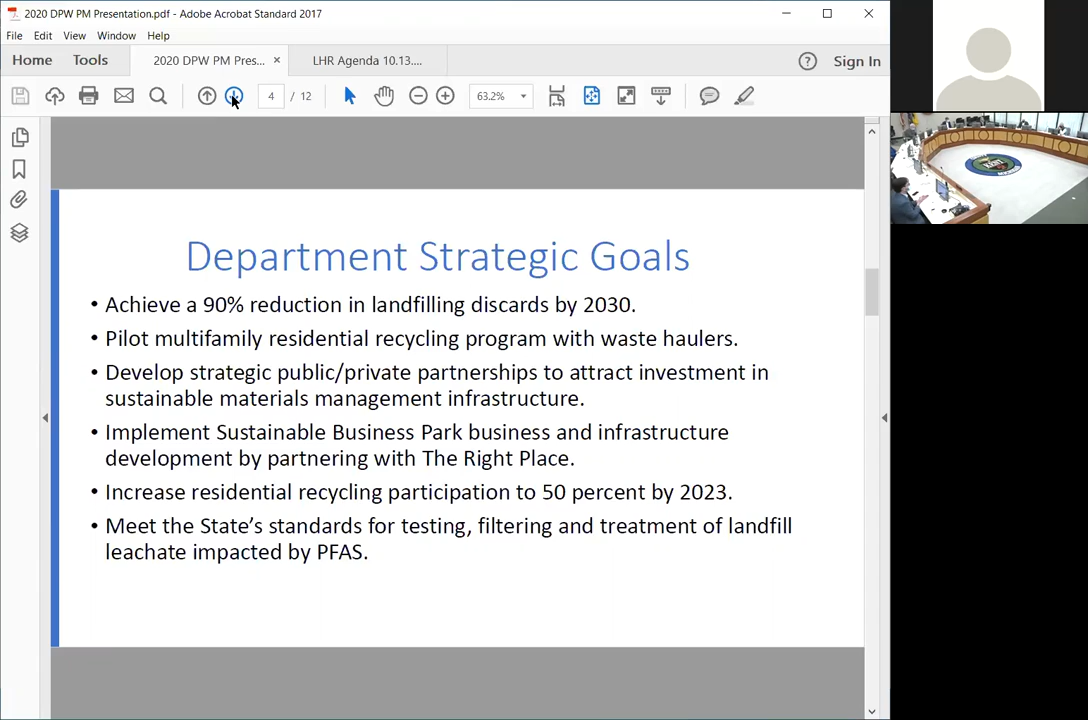 2020 DPW PM Presentation.pdf - Adobe Acrobat Standard 2017
File Edit View Window Help
Home Tools 2020 DPW PM Pres... × LHR Agenda 10.13.... ? Sign In
4 / 12 63.2%
Department Strategic Goals
• Achieve a 90% reduction in landfilling discards by 2030.
• Pilot multifamily residential recycling program with waste haulers.
• Develop strategic public/private partnerships to attract investment in
sustainable materials management infrastructure.
• Implement Sustainable Business Park business and infrastructure
development by partnering with The Right Place.
• Increase residential recycling participation to 50 percent by 2023.
• Meet the State’s standards for testing, filtering and treatment of landfill
leachate impacted by PFAS.